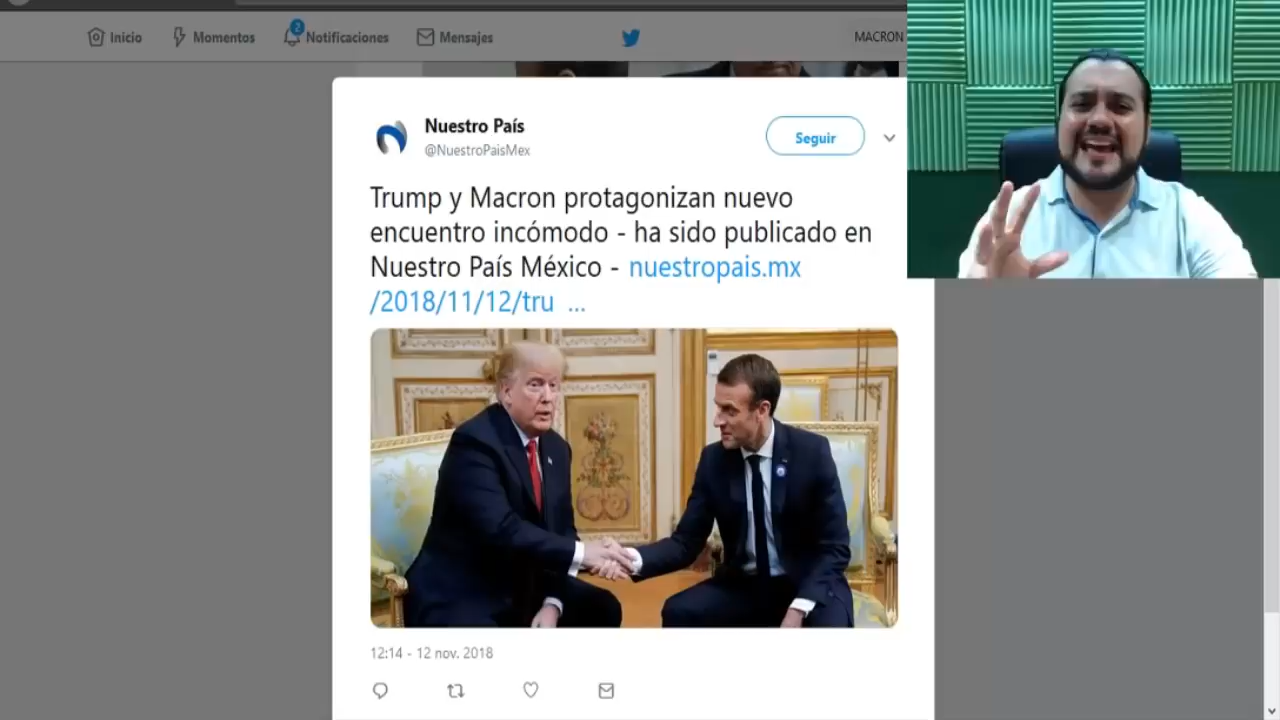 Inicio
Momentos
2
Notificaciones
Mensajes
MACRON
Nuestro País
@NuestroPaisMex
Seguir
Trump y Macron protagonizan nuevo
encuentro incómodo - ha sido publicado en
Nuestro País México - nuestropais.mx
/2018/11/12/tru ...
12:14 - 12 nov. 2018